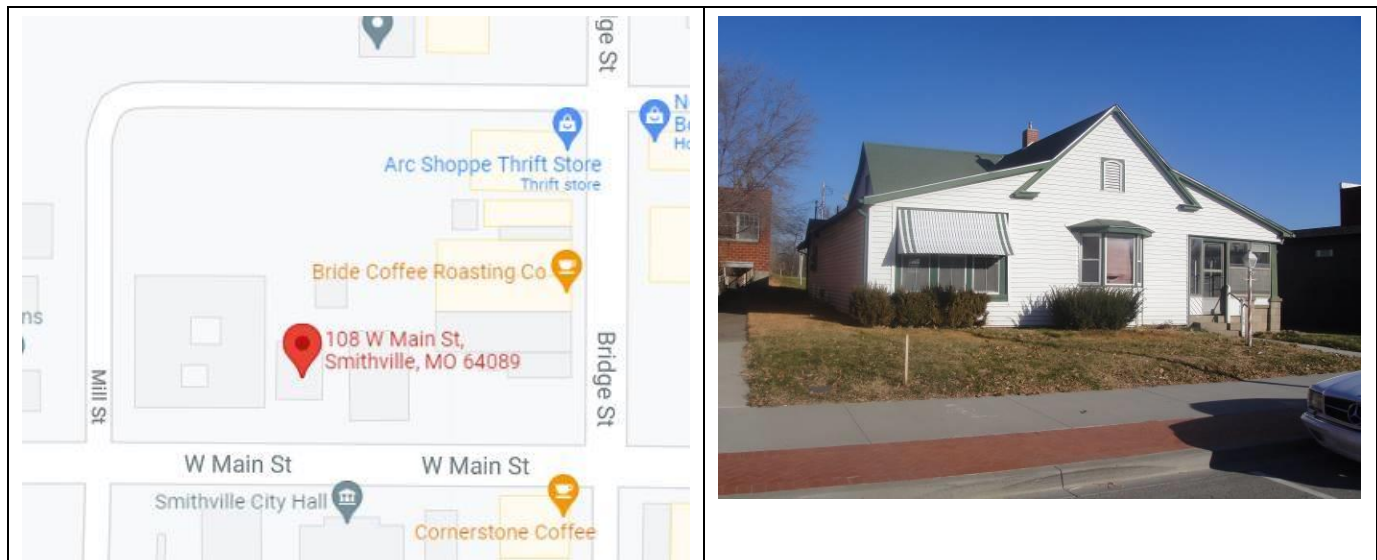 ge St
Arc Shoppe Thrift Store
Thrift store
Bride Coffee Roasting Co
108 W Main St,
Smithville, MO 64089
ns
Mill St
Bridge St
W Main St
W Main St
Smithville City Hall
Cornerstone Coffee